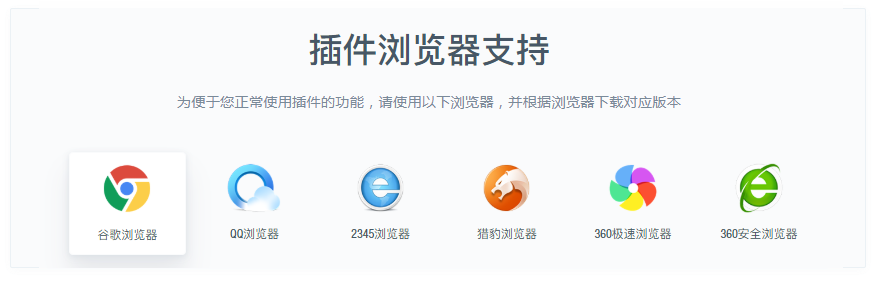 插件浏览器支持
为便于您正常使用插件的功能，请使用以下浏览器，并根据浏览器下载对应版本
谷歌浏览器
QQ浏览器
2345浏览器
猎豹浏览器
360极速浏览器
360安全浏览器